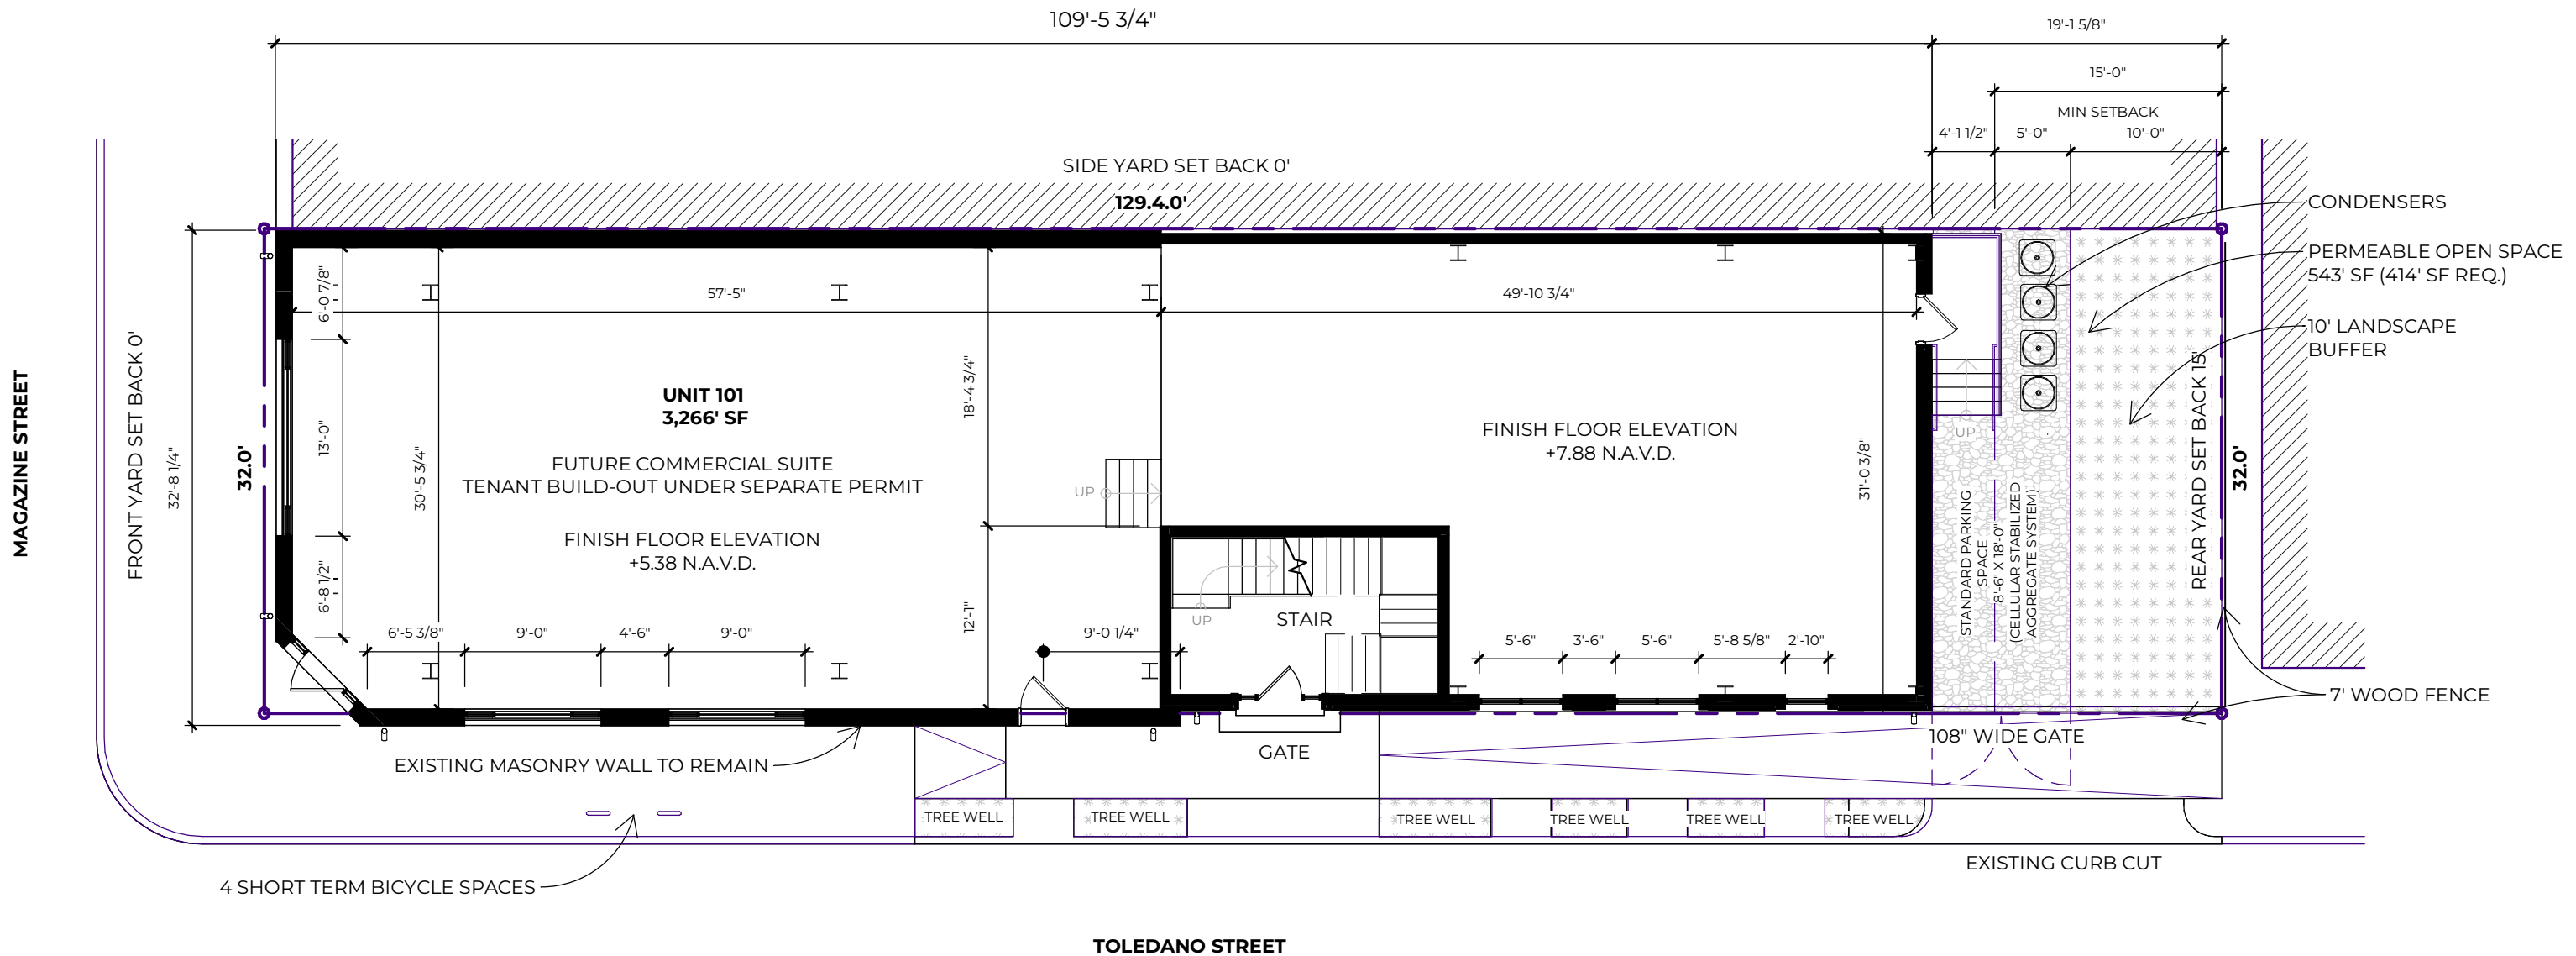 109'-5 3/4"
19'-1 5/8"
15'-0"
MIN SETBACK
4'-1 1/2"
5'-0"
10'-0"
SIDE YARD SET BACK 0'
129.4.0'
CONDENSERS
PERMEABLE OPEN SPACE
543' SF (414' SF REQ.)
10' LANDSCAPE
BUFFER
7' WOOD FENCE
MAGAZINE STREET
FRONT YARD SET BACK 0'
32'-8 1/4"
32.0'
6'-0 7/8"
13'-0"
6'-8 1/2"
30'-5 3/4"
57'-5"
49'-10 3/4"
UNIT 101
3,266' SF
FUTURE COMMERCIAL SUITE
TENANT BUILD-OUT UNDER SEPARATE PERMIT
FINISH FLOOR ELEVATION
+5.38 N.A.V.D.
18'-4 3/4"
12'-1"
UP
FINISH FLOOR ELEVATION
+7.88 N.A.V.D.
31'-0 3/8"
UP
STAIR
UP
STANDARD PARKING
SPACE
8'-6" X 18'-0"
(CELLULAR STABILIZED
AGGREGATE SYSTEM)
REAR YARD SET BACK 15'
32.0'
6'-5 3/8"
9'-0"
4'-6"
9'-0"
9'-0 1/4"
5'-6"
3'-6"
5'-6"
5'-8 5/8"
2'-10"
108" WIDE GATE
GATE
EXISTING MASONRY WALL TO REMAIN
TREE WELL
TREE WELL
TREE WELL
TREE WELL
TREE WELL
TREE WELL
EXISTING CURB CUT
4 SHORT TERM BICYCLE SPACES
TOLEDANO STREET